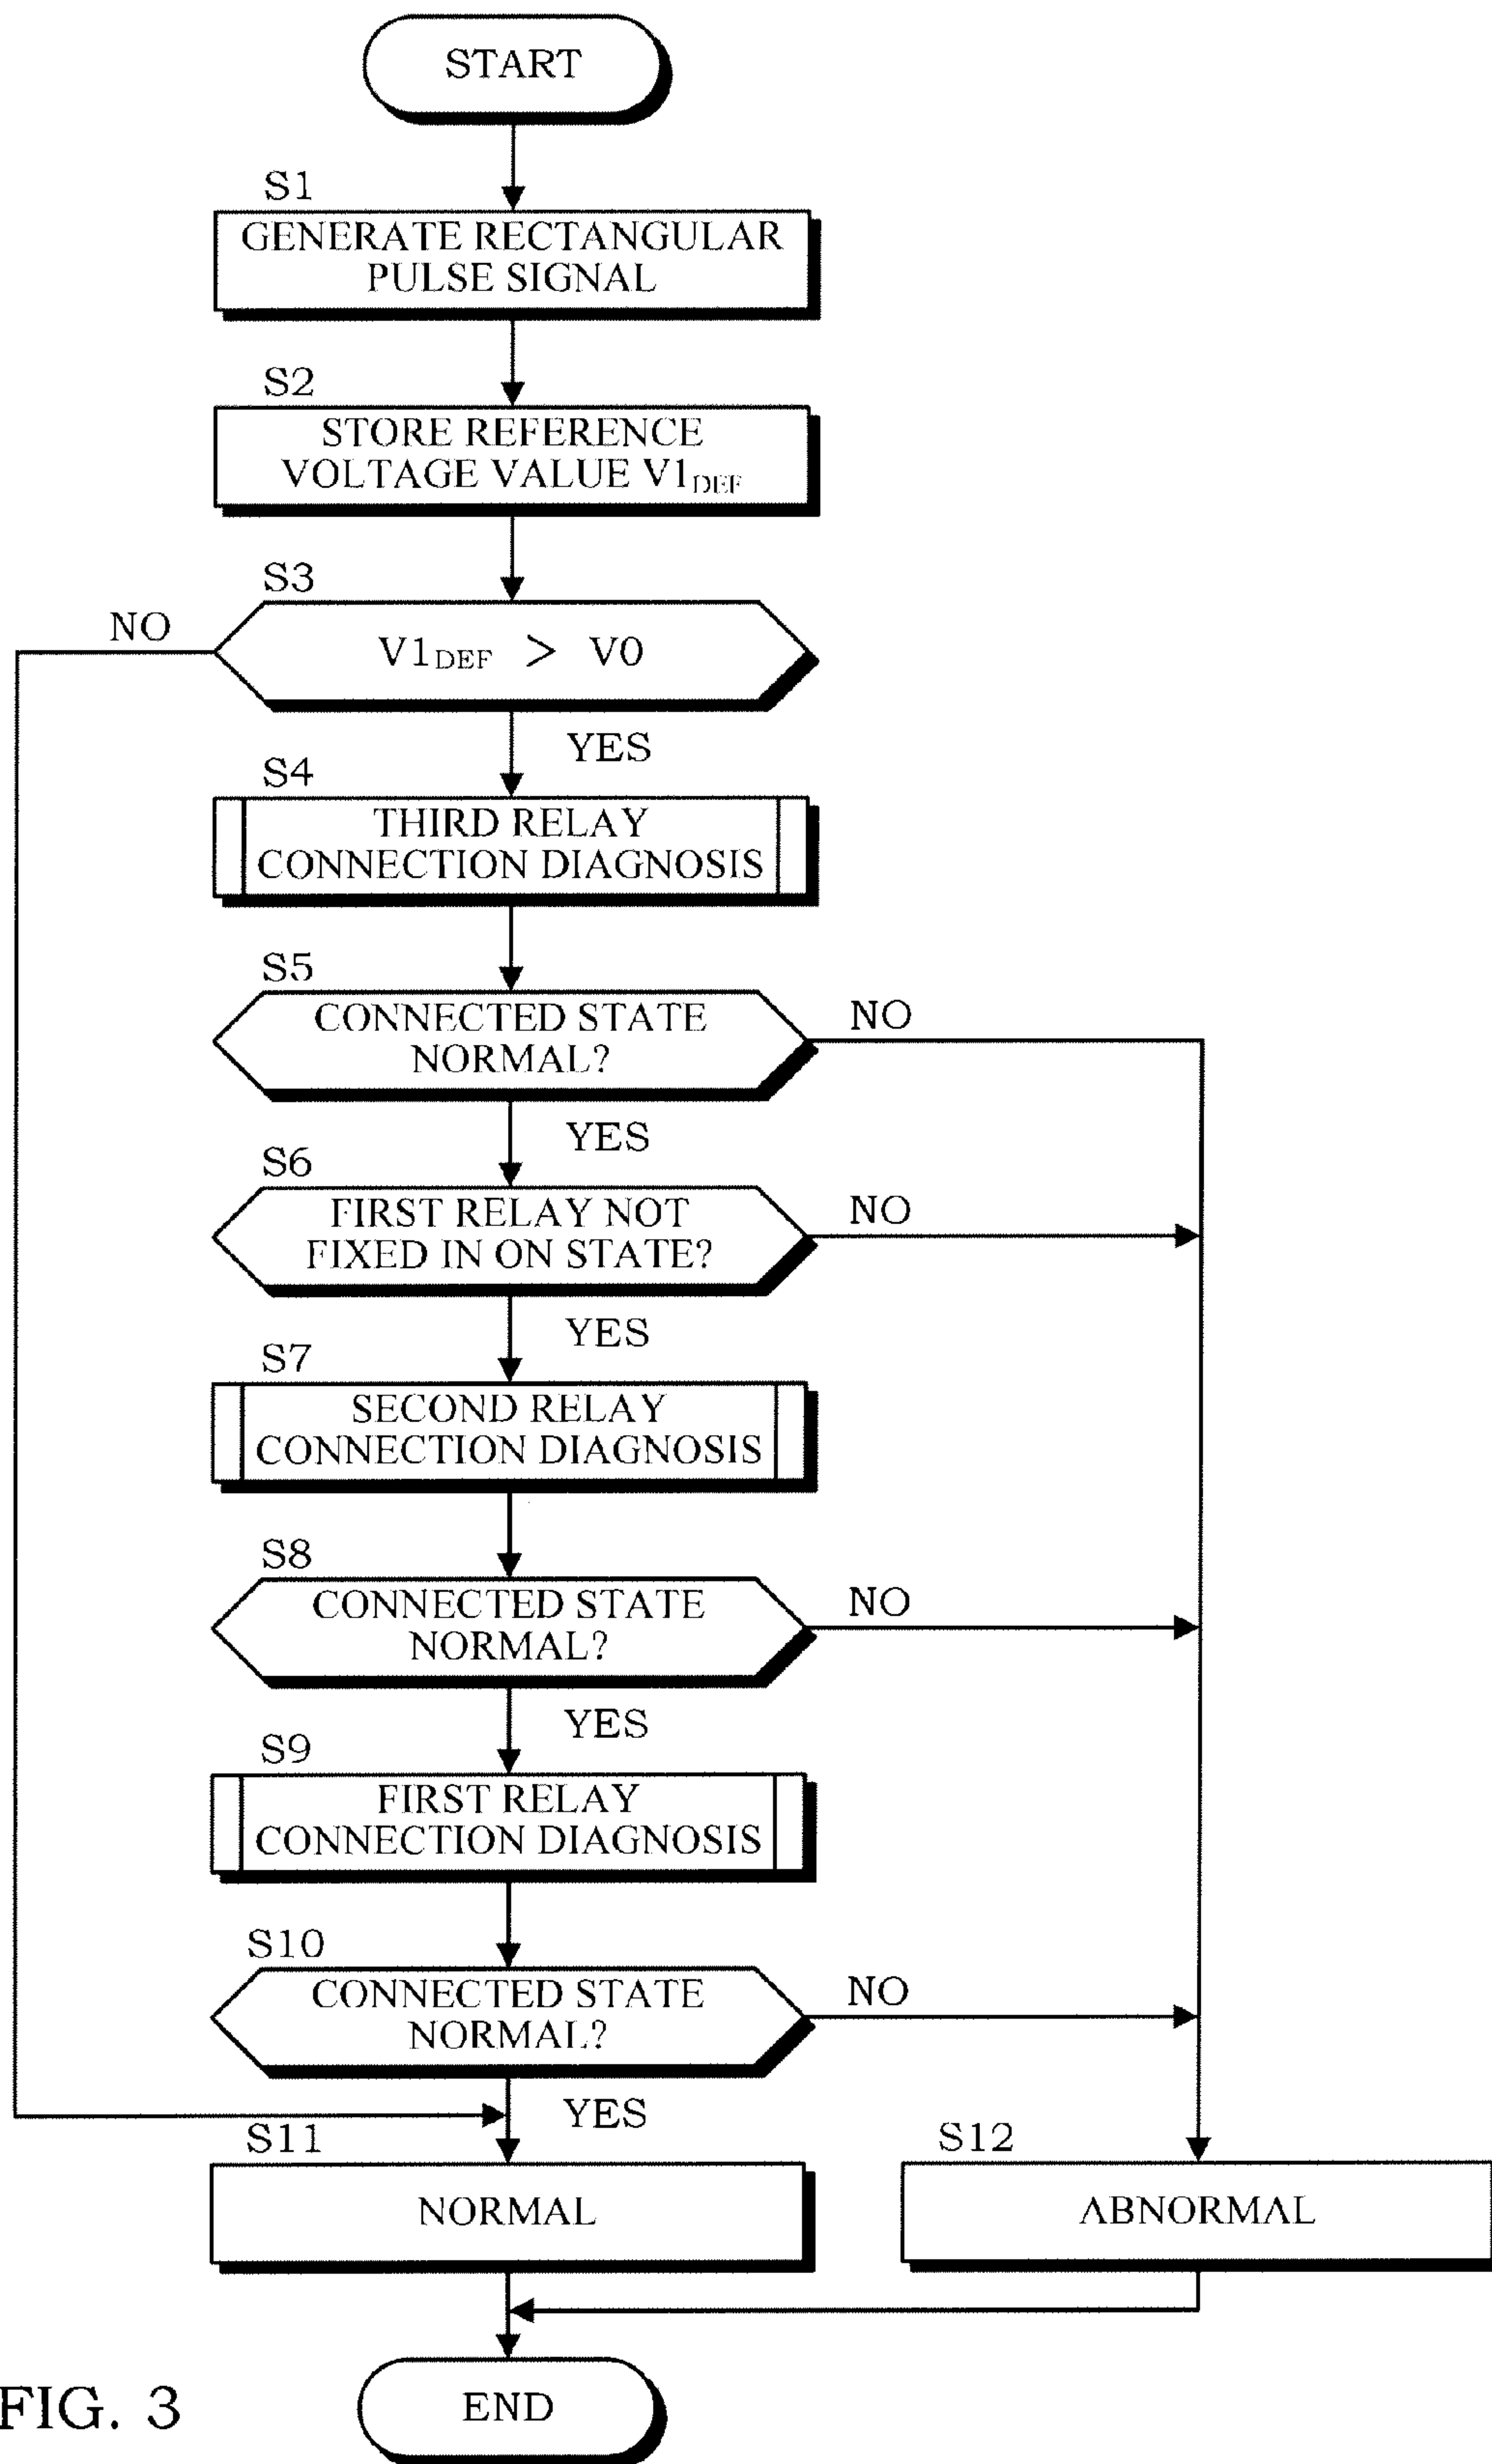 START
S1
GENERATE RECTANGULAR
PULSE SIGNAL
S2
STORE REFERENCE
VOLTAGE VALUE V1DEF
S3
NO
V1DEF > V0
YES
S4
THIRD RELAY
CONNECTION DIAGNOSIS
S5
CONNECTED STATE
NORMAL?
NO
YES
S6
FIRST RELAY NOT
FIXED IN ON STATE?
NO
YES
S7
SECOND RELAY
CONNECTION DIAGNOSIS
S8
CONNECTED STATE
NORMAL?
NO
YES
S9
FIRST RELAY
CONNECTION DIAGNOSIS
S10
CONNECTED STATE
NORMAL?
NO
YES
S11
NORMAL
S12
ABNORMAL
END
FIG. 3